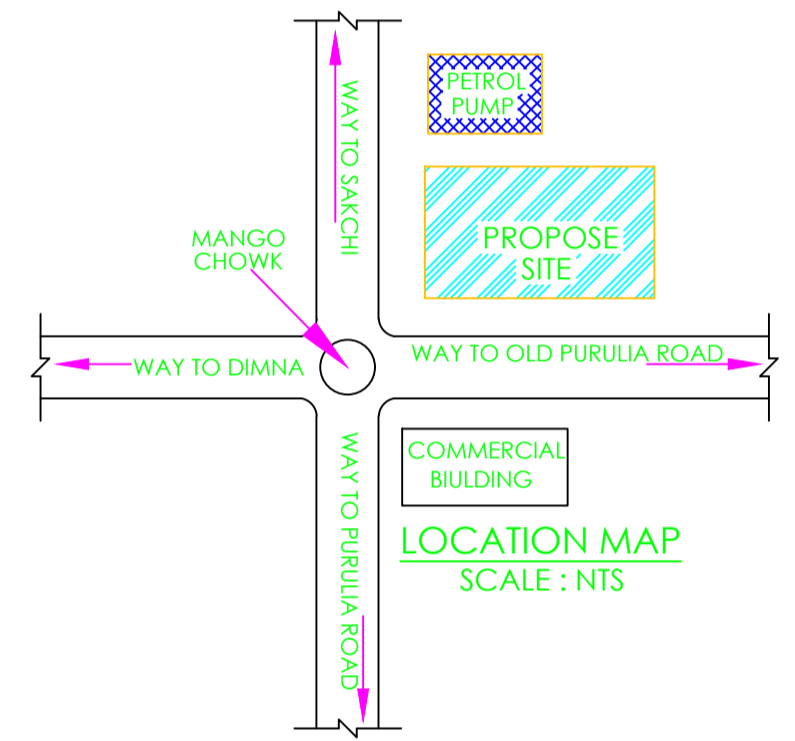 PETROL
PUMP
WAY TO SAKCHI
MANGO
CHOWK
PROPOSE
SITE
WAY TO DIMNA
WAY TO OLD PURULIA ROAD
WAY TO PURULIA ROAD
COMMERCIAL
BIULDING
LOCATION MAP
SCALE : NTS